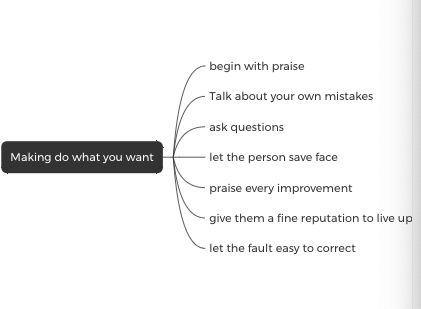 begin with praise
Talk about your own mistakes
ask questions
Making do what you want
let the person save face
praise every improvement
give them a fine reputation to live up
let the fault easy to correct